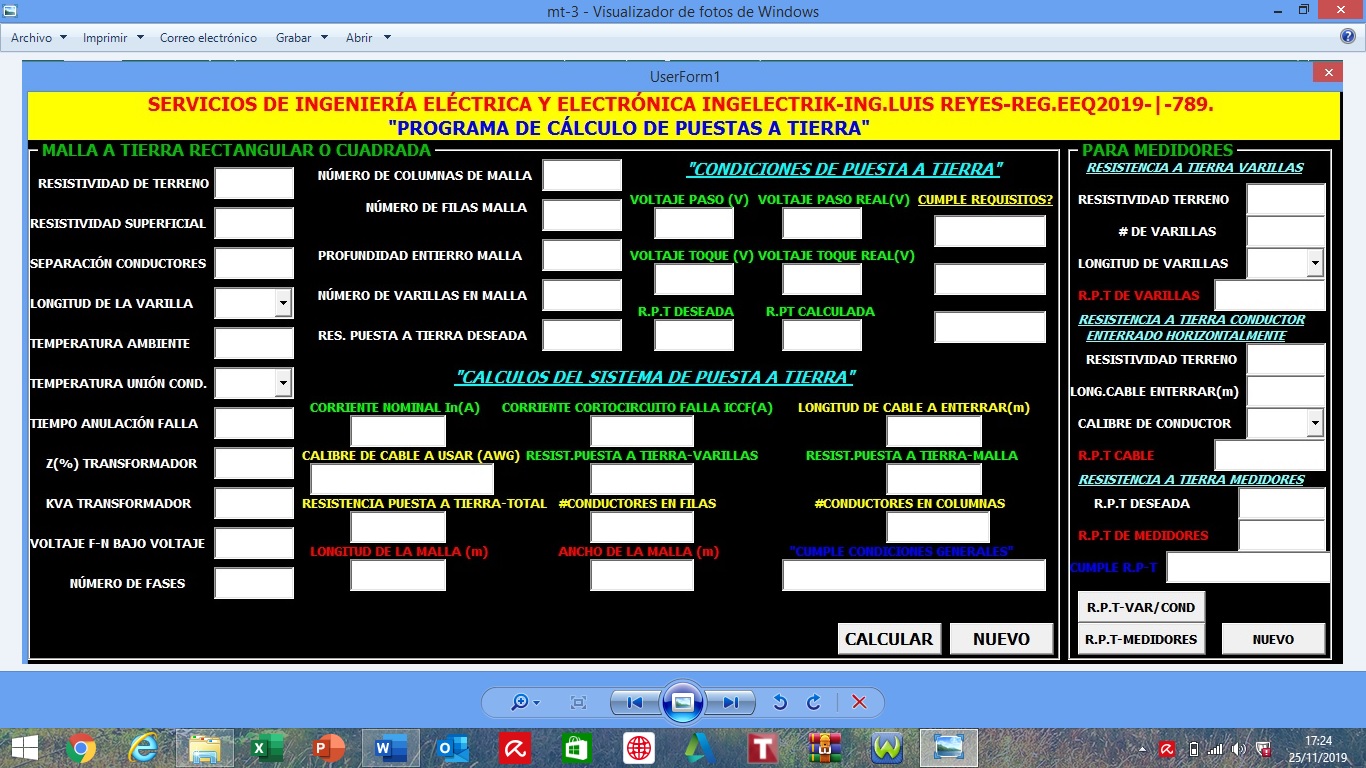 mt-3 - Visualizador de fotos de Windows
Archivo Imprimir Correo electrónico Grabar Abrir
UserForm1
SERVICIOS DE INGENIERÍA ELÉCTRICA Y ELECTRÓNICA INGELECTRIK-ING.LUIS REYES-REG.EEQ2019-|-789.
"PROGRAMA DE CÁLCULO DE PUESTAS A TIERRA"
MALLA A TIERRA RECTANGULAR O CUADRADA
RESISTIVIDAD DE TERRENO
RESISTIVIDAD SUPERFICIAL
SEPARACIÓN CONDUCTORES
LONGITUD DE LA VARILLA
TEMPERATURA AMBIENTE
TEMPERATURA UNIÓN COND.
TIEMPO ANULACIÓN FALLA
Z(%) TRANSFORMADOR
KVA TRANSFORMADOR
VOLTAJE F-N BAJO VOLTAJE
NÚMERO DE FASES
NÚMERO DE COLUMNAS DE MALLA
NÚMERO DE FILAS MALLA
PROFUNDIDAD ENTIERRO MALLA
NÚMERO DE VARILLAS EN MALLA
RES. PUESTA A TIERRA DESEADA
"CONDICIONES DE PUESTA A TIERRA"
VOLTAJE PASO (V) VOLTAJE PASO REAL(V) CUMPLE REQUISITOS?
VOLTAJE TOQUE (V) VOLTAJE TOQUE REAL(V)
R.P.T DESEADA R.PT CALCULADA
"CALCULOS DEL SISTEMA DE PUESTA A TIERRA"
CORRIENTE NOMINAL In(A) CORRIENTE CORTOCIRCUITO FALLA ICCF(A) LONGITUD DE CABLE A ENTERRAR(m)
CALIBRE DE CABLE A USAR (AWG) RESIST.PUESTA A TIERRA-VARILLAS RESIST.PUESTA A TIERRA-MALLA
RESISTENCIA PUESTA A TIERRA-TOTAL #CONDUCTORES EN FILAS #CONDUCTORES EN COLUMNAS
LONGITUD DE LA MALLA (m) ANCHO DE LA MALLA (m) "CUMPLE CONDICIONES GENERALES"
CALCULAR NUEVO
PARA MEDIDORES
RESISTENCIA A TIERRA VARILLAS
RESISTIVIDAD TERRENO
# DE VARILLAS
LONGITUD DE VARILLAS
R.P.T DE VARILLAS
RESISTENCIA A TIERRA CONDUCTOR
ENTERRADO HORIZONTALMENTE
RESISTIVIDAD TERRENO
LONG.CABLE ENTERRAR(m)
CALIBRE DE CONDUCTOR
R.P.T CABLE
RESISTENCIA A TIERRA MEDIDORES
R.P.T DESEADA
R.P.T DE MEDIDORES
CUMPLE R.P-T
R.P.T-VAR/COND
R.P.T-MEDIDORES NUEVO
17:24
25/11/2019